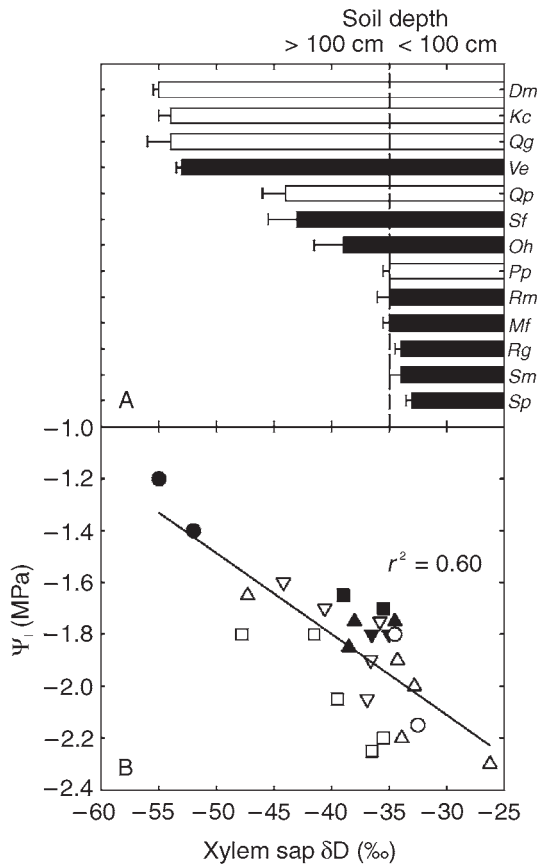 Soil depth
> 100 cm < 100 cm
Dm
Kc
Qg
Ve
Qp
Sf
Oh
Pp
Rm
Mf
Rg
Sm
Sp
A
−1.0
−1.2
−1.4
−1.6
−1.8
−2.0
−2.2
−2.4
Ψl (MPa)
r² = 0.60
B
−60 −55 −50 −45 −40 −35 −30 −25
Xylem sap δD (‰)